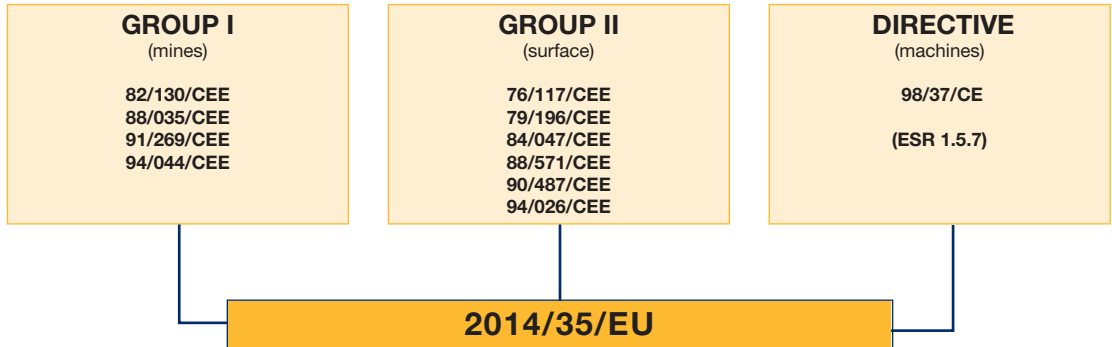 GROUP I
(mines)
82/130/CEE
88/035/CEE
91/269/CEE
94/044/CEE
GROUP II
(surface)
76/117/CEE
79/196/CEE
84/047/CEE
88/571/CEE
90/487/CEE
94/026/CEE
DIRECTIVE
(machines)
98/37/CE
(ESR 1.5.7)
2014/35/EU